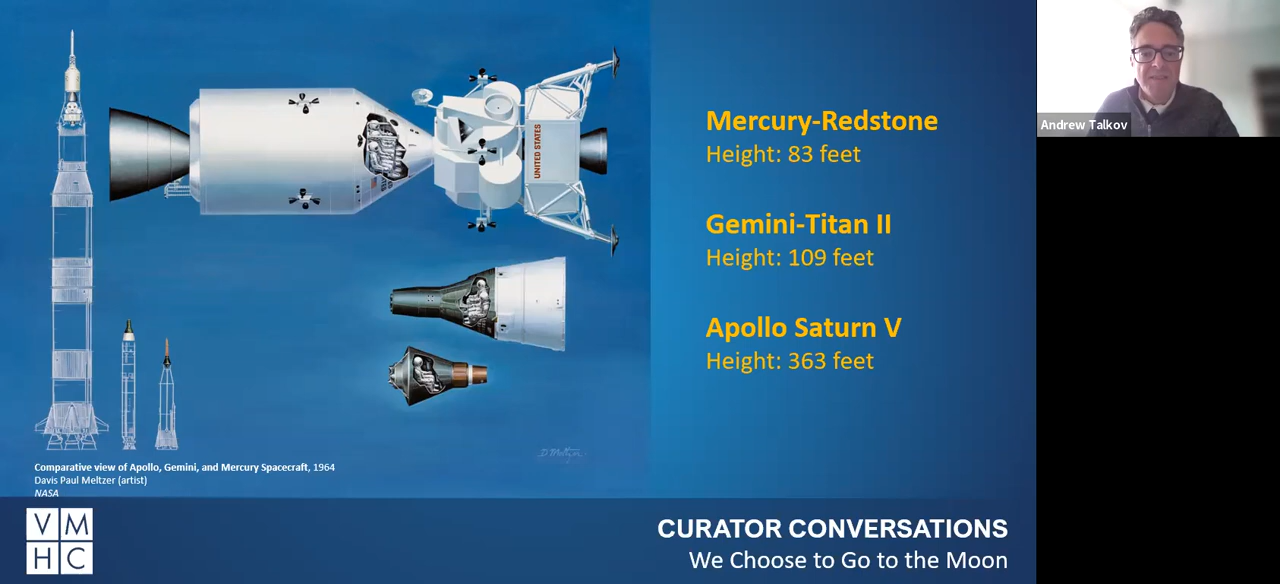 Mercury-Redstone
Height: 83 feet
Gemini-Titan II
Height: 109 feet
Apollo Saturn V
Height: 363 feet
UNITED STATES
Comparative view of Apollo, Gemini, and Mercury Spacecraft, 1964
Davis Paul Meltzer (artist)
NASA
VM
HC
CURATOR CONVERSATIONS
We Choose to Go to the Moon
Andrew Talkov